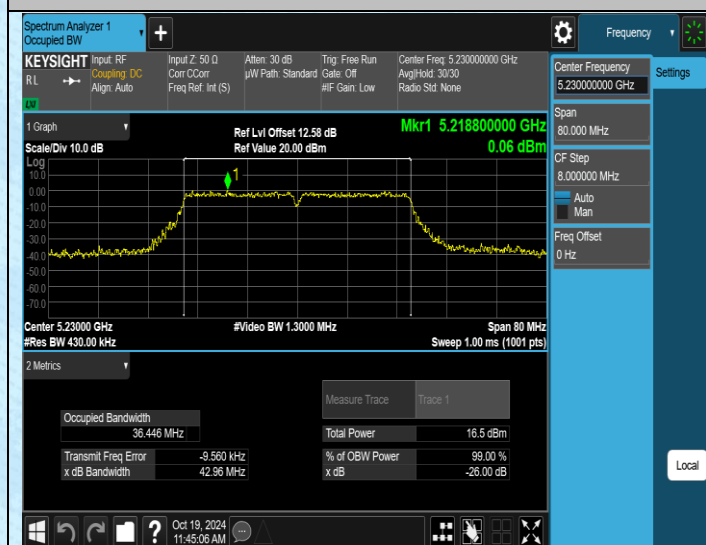 Spectrum Analyzer 1
Occupied BW
+
Frequency
KEYSIGHT
RL
LXI
Input: RF
Coupling: DC
Align: Auto
Input Z: 50 Ω
Corr CCorr
Freq Ref: Int (S)
Atten: 30 dB
µW Path: Standard
Trig: Free Run
Gate: Off
#IF Gain: Low
Center Freq: 5.230000000 GHz
Avg|Hold: 30/30
Radio Std: None
Center Frequency
5.230000000 GHz
Settings
Span
80.000 MHz
CF Step
8.000000 MHz
Auto
Man
Freq Offset
0 Hz
1 Graph
Scale/Div 10.0 dB
Ref Lvl Offset 12.58 dB
Ref Value 20.00 dBm
Mkr1 5.218800000 GHz
0.06 dBm
Log
10.0
0.00
-10.0
-20.0
-30.0
-40.0
-50.0
-60.0
-70.0
1
Center 5.23000 GHz
#Res BW 430.00 kHz
#Video BW 1.3000 MHz
Span 80 MHz
Sweep 1.00 ms (1001 pts)
2 Metrics
Measure Trace Trace 1
Occupied Bandwidth
36.446 MHz
Total Power 16.5 dBm
Transmit Freq Error -9.560 kHz
% of OBW Power 99.00 %
x dB Bandwidth 42.96 MHz
x dB -26.00 dB
Local
?
Oct 19, 2024
11:45:06 AM